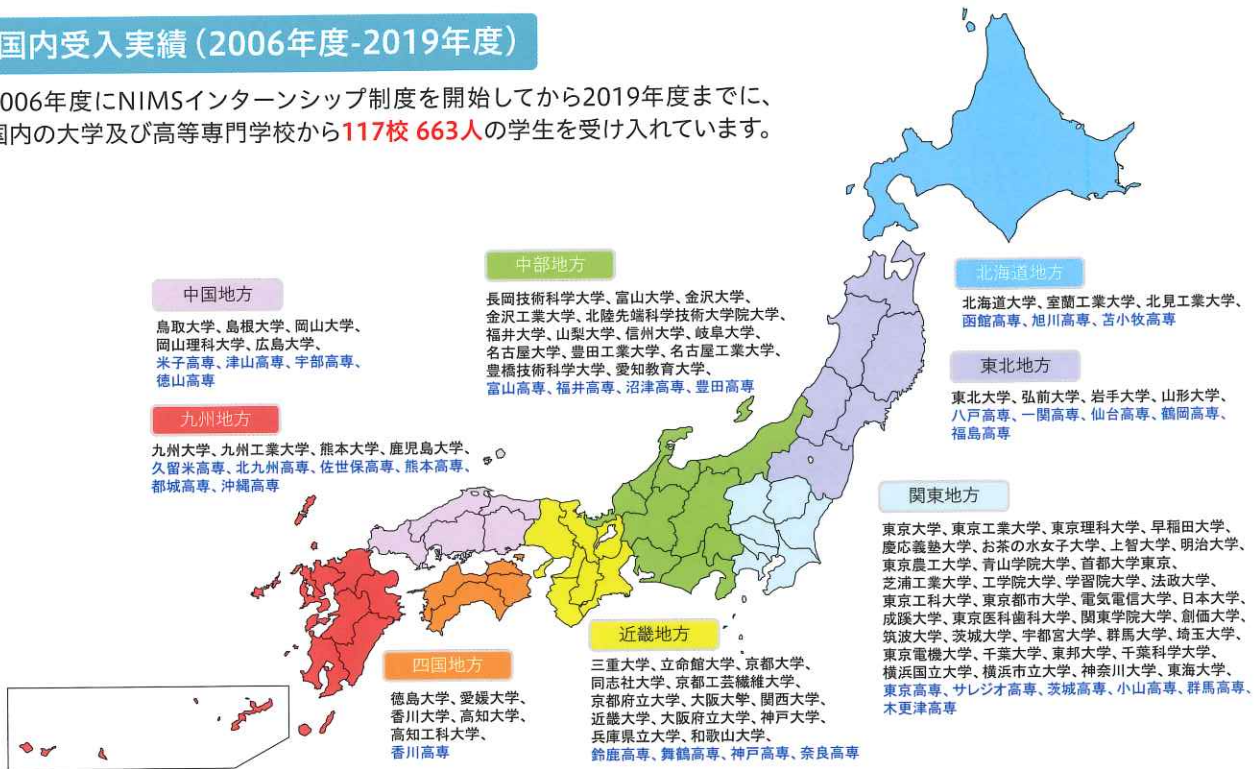 国内受入実績(2006年度-2019年度)
006年度にNIMSインターンシップ制度を開始してから2019年度までに、
国内の大学及び高等専門学校から117校 663人の学生を受け入れています。
北海道地方
北海道大学、室蘭工業大学、北見工業大学、
函館高専、旭川高専、苫小牧高専
東北地方
東北大学、弘前大学、岩手大学、山形大学、
八戸高専、一関高専、仙台高専、鶴岡高専、
福島高専
関東地方
東京大学、東京工業大学、東京理科大学、早稲田大学、
慶応義塾大学、お茶の水女子大学、上智大学、明治大学、
東京農工大学、青山学院大学、首都大学東京、
芝浦工業大学、工学院大学、学習院大学、法政大学、
東京工科大学、東京都市大学、電気電信大学、日本大学、
成蹊大学、東京医科歯科大学、関東学院大学、創価大学、
筑波大学、茨城大学、宇都宮大学、群馬大学、埼玉大学、
東京電機大学、千葉大学、東邦大学、千葉科学大学、
横浜国立大学、横浜市立大学、神奈川大学、東海大学、
東京高専、サレジオ高専、茨城高専、小山高専、群馬高専、
木更津高専
中部地方
長岡技術科学大学、富山大学、金沢大学、
金沢工業大学、北陸先端科学技術大学院大学、
福井大学、山梨大学、信州大学、岐阜大学、
名古屋大学、豊田工業大学、名古屋工業大学、
豊橋技術科学大学、愛知教育大学、
富山高専、福井高専、沼津高専、豊田高専
中国地方
鳥取大学、島根大学、岡山大学、
岡山理科大学、広島大学、
米子高専、津山高専、宇部高専、
徳山高専
九州地方
九州大学、九州工業大学、熊本大学、鹿児島大学、
久留米高専、北九州高専、佐世保高専、熊本高専、
都城高専、沖縄高専
四国地方
徳島大学、愛媛大学、
香川大学、高知大学、
高知工科大学、
香川高専
近畿地方
三重大学、立命館大学、京都大学、
同志社大学、京都工芸繊維大学、
京都府立大学、大阪大学、関西大学、
近畿大学、大阪府立大学、神戸大学、
兵庫県立大学、和歌山大学、
鈴鹿高専、舞鶴高専、神戸高専、奈良高専